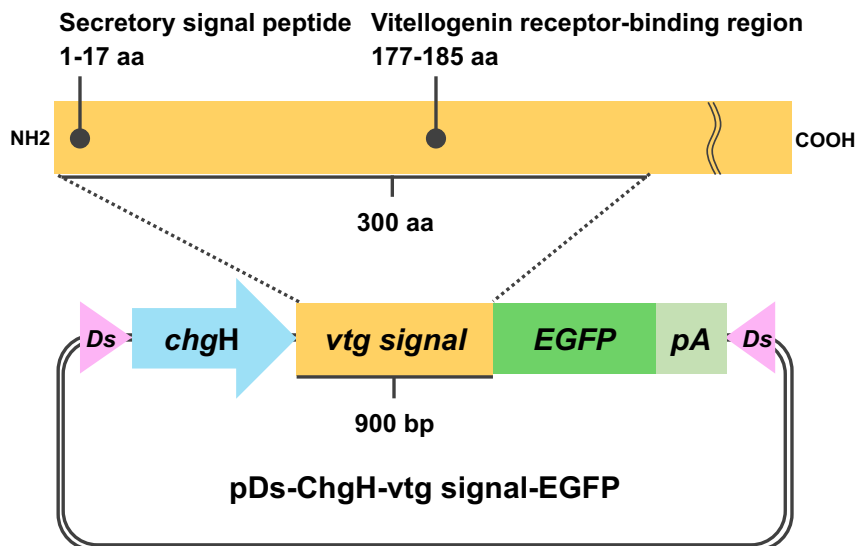 Secretory signal peptide
1-17 aa
Vitellogenin receptor-binding region
177-185 aa
NH2
COOH
300 aa
Ds
chgH
vtg signal
EGFP
pA
Ds
900 bp
pDs-ChgH-vtg signal-EGFP